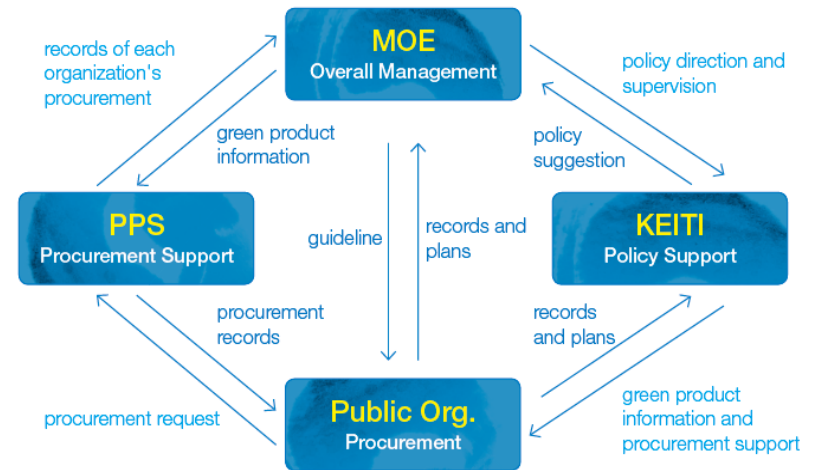 MOE
Overall Management
records of each
organization's
procurement
policy direction and
supervision
green product
information
policy
suggestion
PPS
Procurement Support
guideline
records and
plans
KEITI
Policy Support
procurement
records
records
and plans
procurement request
Public Org.
Procurement
green product
information and
procurement support